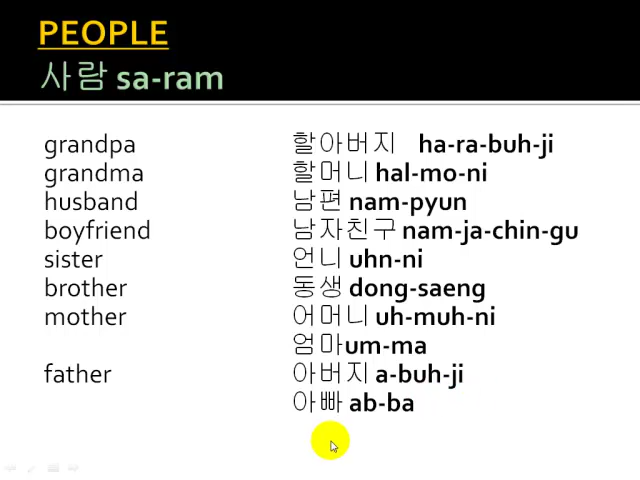 PEOPLE
사람 sa-ram
grandpa 할아버지 ha-ra-buh-ji
grandma 할머니 hal-mo-ni
husband 남편 nam-pyun
boyfriend 남자친구 nam-ja-chin-gu
sister 언니 uhn-ni
brother 동생 dong-saeng
mother 어머니 uh-muh-ni
엄마um-ma
father 아버지 a-buh-ji
아빠 ab-ba